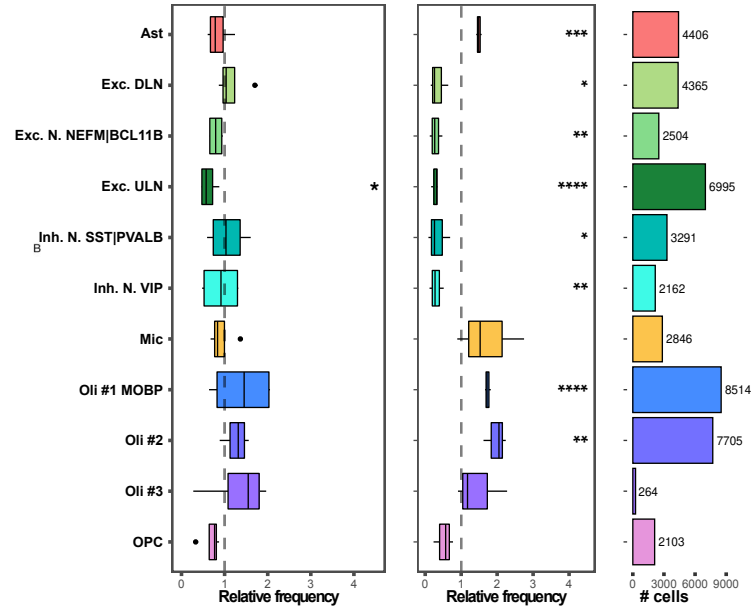 Ast *** 4406
Exc. DLN * 4365
Exc. N. NEFM|BCL11B ** 2504
Exc. ULN * **** 6995
Inh. N. SST|PVALB * 3291
B
Inh. N. VIP ** 2162
Mic 2846
Oli #1 MOBP **** 8514
Oli #2 ** 7705
Oli #3 264
OPC 2103
0 1 2 3 4 0 1 2 3 4 0 3000 6000 9000
Relative frequency Relative frequency # cells